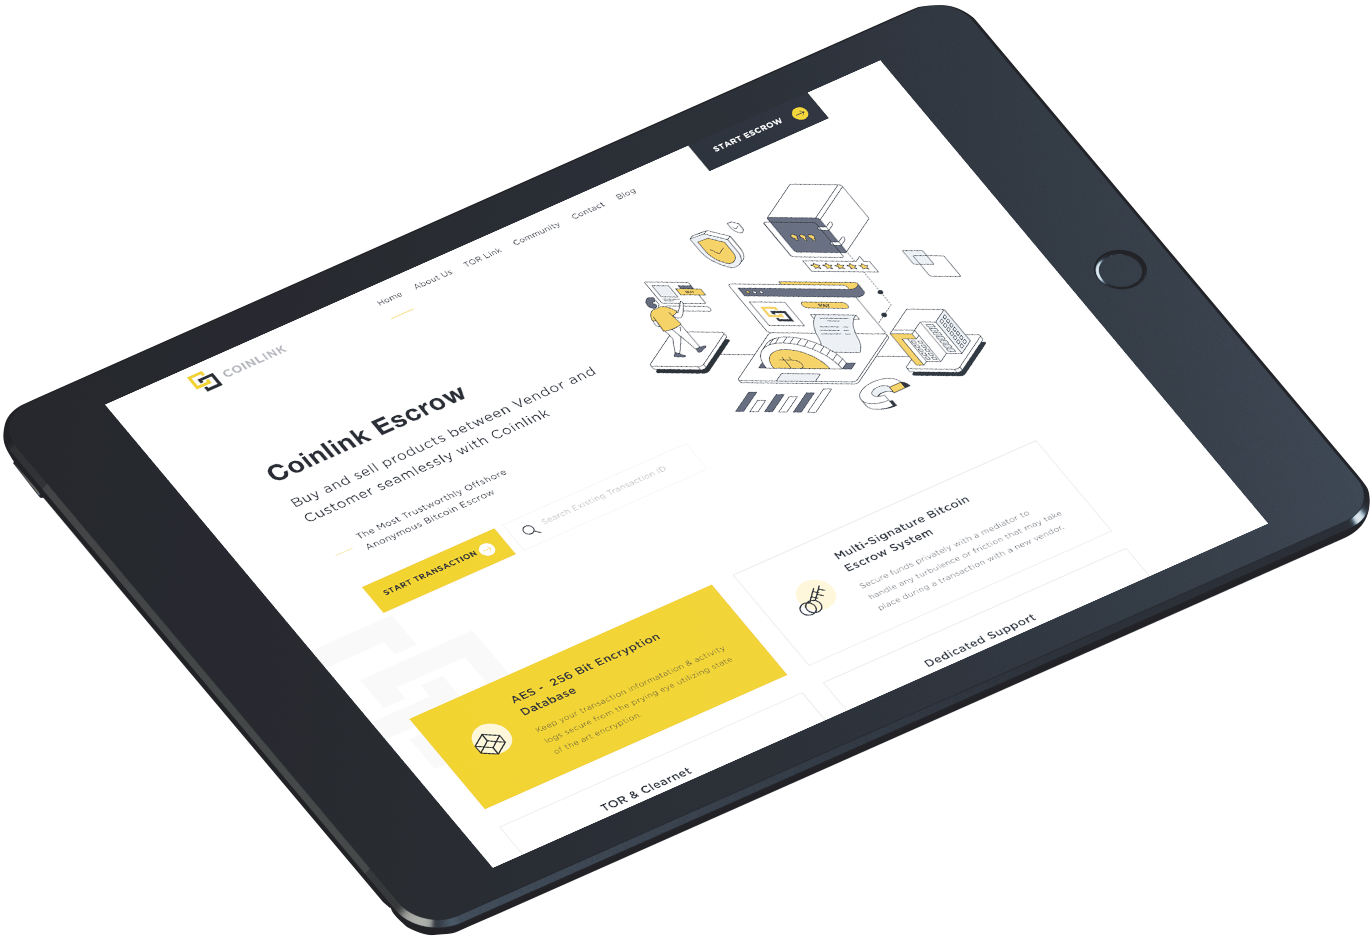 START ESCROW
Home
About Us
TOR Link
Community
Contact
Blog
COINLINK
PAY
Coinlink Escrow
Buy and sell products between Vendor and
Customer seamlessly with Coinlink
The Most Trustworthly Offshore
Anonymous Bitcoin Escrow
START TRANSACTION
Search Existing Transaction ID
Multi-Signature Bitcoin
Escrow System
Secure funds privately with a mediator to
handle any turbulence or friction that may take
place during a transaction with a new vendor.
AES - 256 Bit Encryption
Database
Keep your transaction informatation & activity
logs secure from the prying eye utilizing state
of the art encryption.
Dedicated Support
TOR & Clearnet